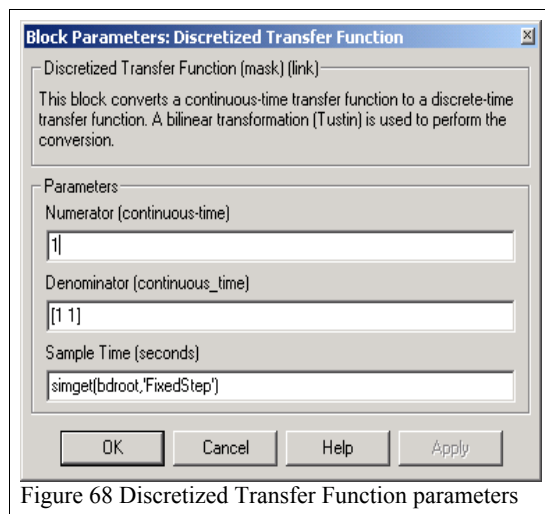 Block Parameters: Discretized Transfer Function
Discretized Transfer Function (mask) (link)
This block converts a continuous-time transfer function to a discrete-time
transfer function. A bilinear transformation (Tustin) is used to perform the
conversion.
Parameters
Numerator (continuous-time)
1
Denominator (continuous_time)
[1 1]
Sample Time (seconds)
simget(bdroot,'FixedStep')
OK Cancel Help Apply
Figure 68 Discretized Transfer Function parameters